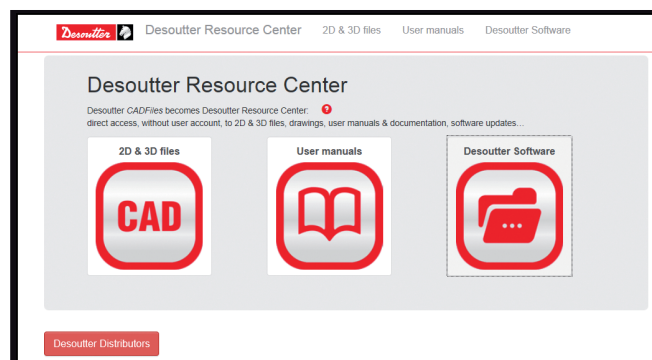 Desoutter Desoutter Resource Center 2D & 3D files User manuals Desoutter Software
Desoutter Resource Center
Desoutter CADFiles becomes Desoutter Resource Center: ?
direct access, without user account, to 2D & 3D files, drawings, user manuals & documentation, software updates…
2D & 3D files User manuals Desoutter Software
CAD
Desoutter Distributors